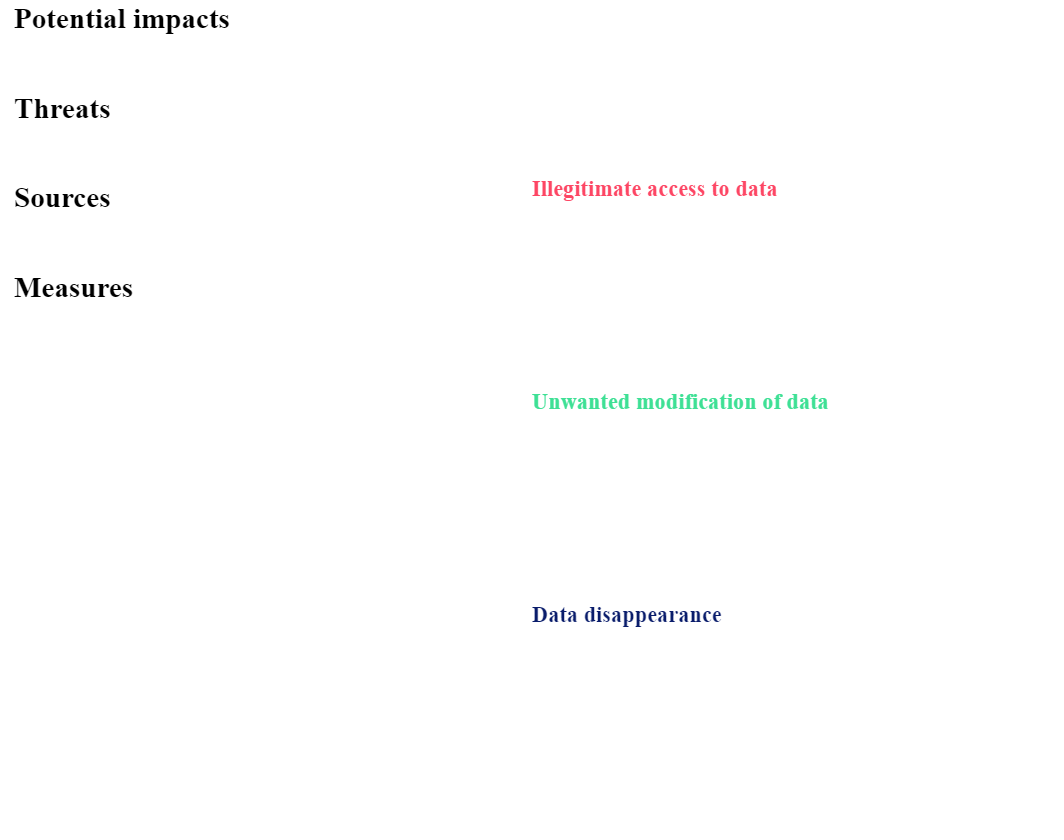 Potential impacts
Threats
Sources
Measures
Illegitimate access to data
Unwanted modification of data
Data disappearance